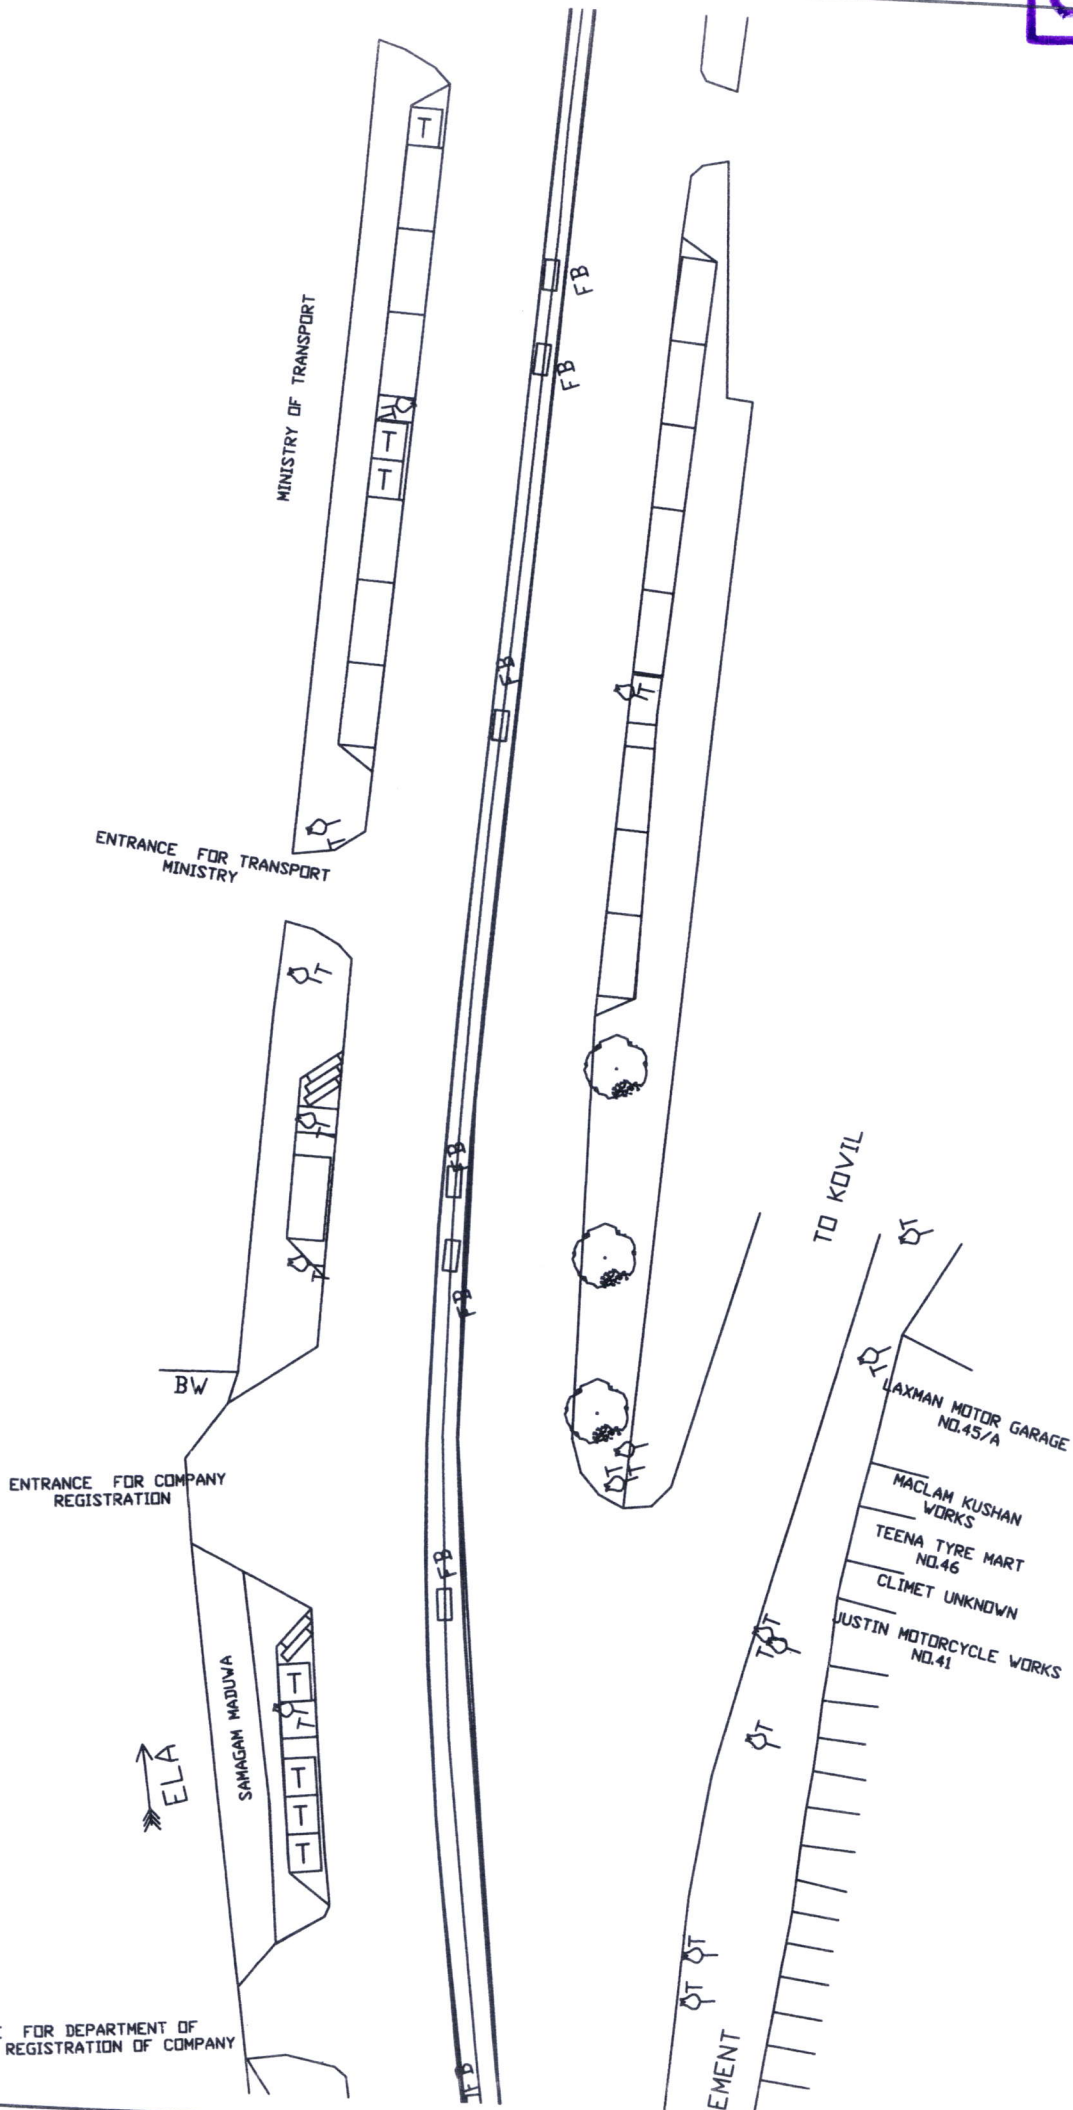 T
FB
FB
MINISTRY OF TRANSPORT
T
T
T
FB
T
ENTRANCE FOR TRANSPORT
MINISTRY
T
T
T
FB
FB
TO KOVIL
T
T
BW
LAXMAN MOTOR GARAGE
NO.45/A
ENTRANCE FOR COMPANY
REGISTRATION
T
T
MACLAM KUSHAN
WORKS
TEENA TYRE MART
NO.46
CLIMET UNKNOWN
FB
JUSTIN MOTORCYCLE WORKS
NO.41
T
T
SAMAGAM MADUWA
T
T
T
ELA
T
T
T
T
T
FOR DEPARTMENT OF
REGISTRATION OF COMPANY
FB
EMENT